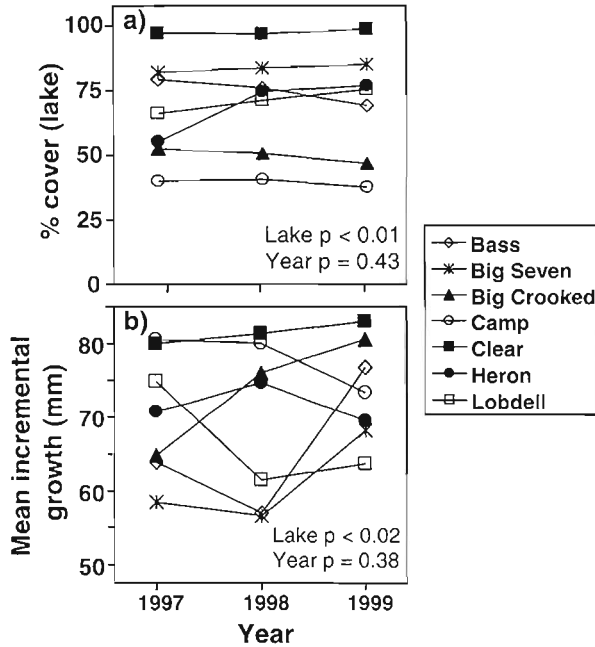 a)
100
75
50
25
0
% cover (lake)
Lake p < 0.01
Year p = 0.43
b)
80
70
60
50
Mean incremental
growth (mm)
Lake p < 0.02
Year p = 0.38
1997
1998
1999
Year
Bass
Big Seven
Big Crooked
Camp
Clear
Heron
Lobdell